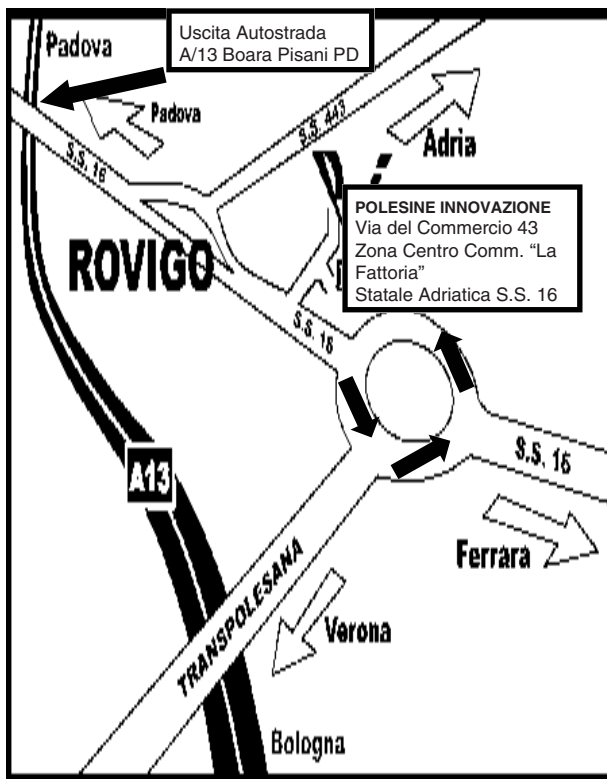 Padova
Uscita Autostrada
A/13 Boara Pisani PD
Padova
S.S. 443
Adria
S.S. 16
POLESINE INNOVAZIONE
Via del Commercio 43
Zona Centro Comm. “La
Fattoria”
Statale Adriatica S.S. 16
ROVIGO
S.S. 16
S.S. 16
A13
Ferrara
TRANSPOLESANA
Verona
Bologna